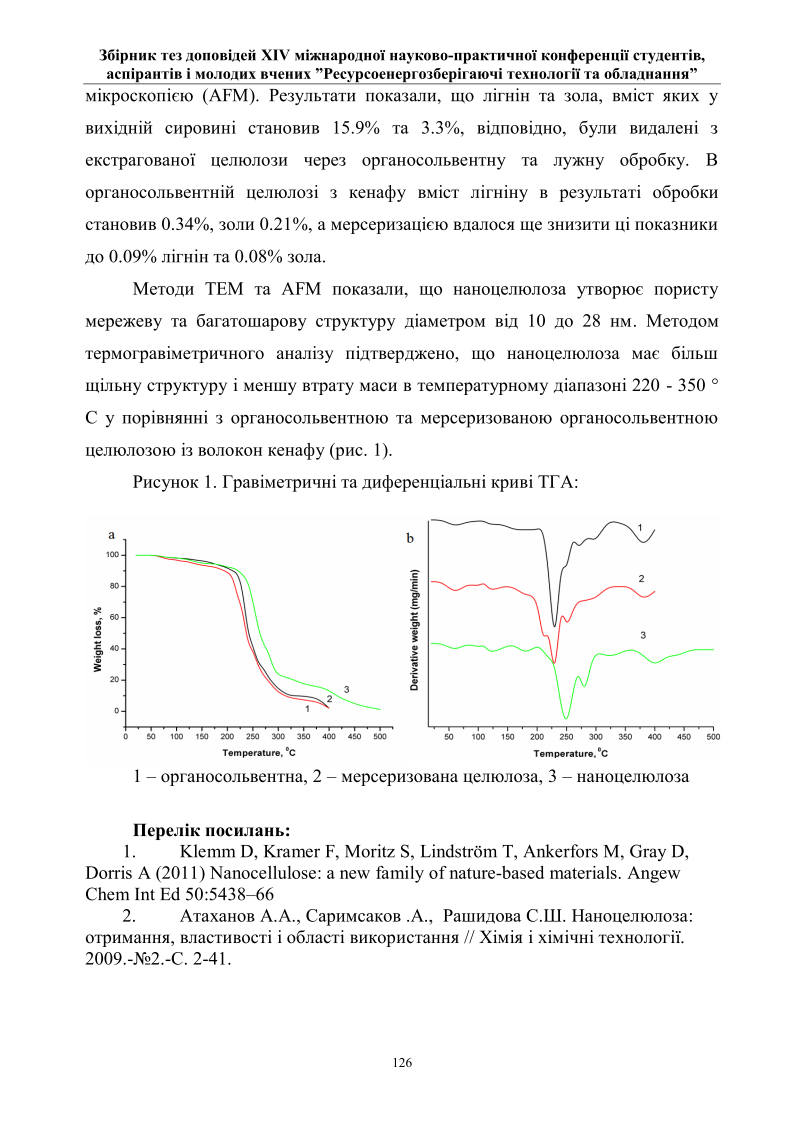 Збірник тез доповідей XIV міжнародної науково-практичної конференції студентів,
аспірантів і молодих вчених ”Ресурсоенергозберігаючі технології та обладнання”
мікроскопією (AFM). Результати показали, що лігнін та зола, вміст яких у
вихідній сировині становив 15.9% та 3.3%, відповідно, були видалені з
екстрагованої целюлози через органосольвентну та лужну обробку. В
органосольвентній целюлозі з кенафу вміст лігніну в результаті обробки
становив 0.34%, золи 0.21%, а мерсеризацією вдалося ще знизити ці показники
до 0.09% лігнін та 0.08% зола.
Методи ТЕМ та AFM показали, що наноцелюлоза утворює пористу
мережеву та багатошарову структуру діаметром від 10 до 28 нм. Методом
термогравіметричного аналізу підтверджено, що наноцелюлоза має більш
щільну структуру і меншу втрату маси в температурному діапазоні 220 - 350 °
С у порівнянні з органосольвентною та мерсеризованою органосольвентною
целюлозою із волокон кенафу (рис. 1).
Рисунок 1. Гравіметричні та диференціальні криві ТГА:
a
100
80
60
40
20
0
Weight loss, %
1
2
3
0 50 100 150 200 250 300 350 400 450 500
Temperature, ⁰C
b
Derivative weight (mg/min)
1
2
3
50 100 150 200 250 300 350 400 450 500
Temperature, ⁰C
1 – органосольвентна, 2 – мерсеризована целюлоза, 3 – наноцелюлоза
Перелік посилань:
1. Klemm D, Kramer F, Moritz S, Lindström T, Ankerfors M, Gray D,
Dorris A (2011) Nanocellulose: a new family of nature-based materials. Angew
Chem Int Ed 50:5438–66
2. Атаханов А.А., Саримсаков .А., Рашидова С.Ш. Наноцелюлоза:
отримання, властивості і області використання // Хімія і хімічні технології.
2009.-№2.-С. 2-41.
126